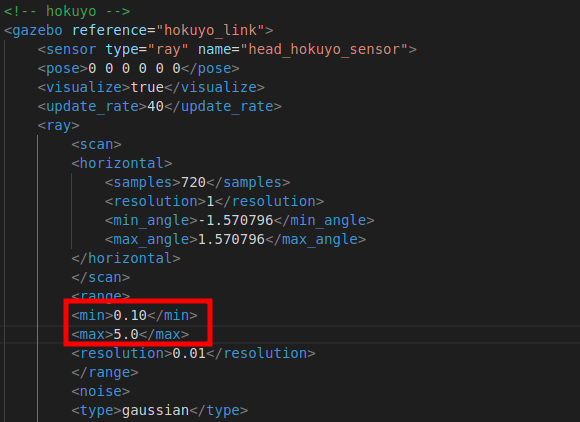 <!-- hokuyo -->
<gazebo reference="hokuyo_link">
<sensor type="ray" name="head_hokuyo_sensor">
<pose>0 0 0 0 0 0</pose>
<visualize>true</visualize>
<update_rate>40</update_rate>
<ray>
<scan>
<horizontal>
<samples>720</samples>
<resolution>1</resolution>
<min_angle>-1.570796</min_angle>
<max_angle>1.570796</max_angle>
</horizontal>
</scan>
<range>
<min>0.10</min>
<max>5.0</max>
<resolution>0.01</resolution>
</range>
<noise>
<type>gaussian</type>